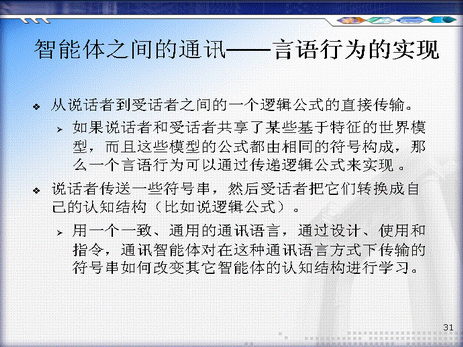 智能体之间的通讯——言语行为的实现
❖ 从说话者到受话者之间的一个逻辑公式的直接传输。
➢ 如果说话者和受话者共享了某些基于特征的世界模
型，而且这些模型的公式都由相同的符号构成，那
么一个言语行为可以通过传递逻辑公式来实现 。
❖ 说话者传送一些符号串，然后受话者把它们转换成自
己的认知结构（比如说逻辑公式）。
➢ 用一个一致、通用的通讯语言，通过设计、使用和
指令，通讯智能体对在这种通讯语言方式下传输的
符号串如何改变其它智能体的认知结构进行学习。
31